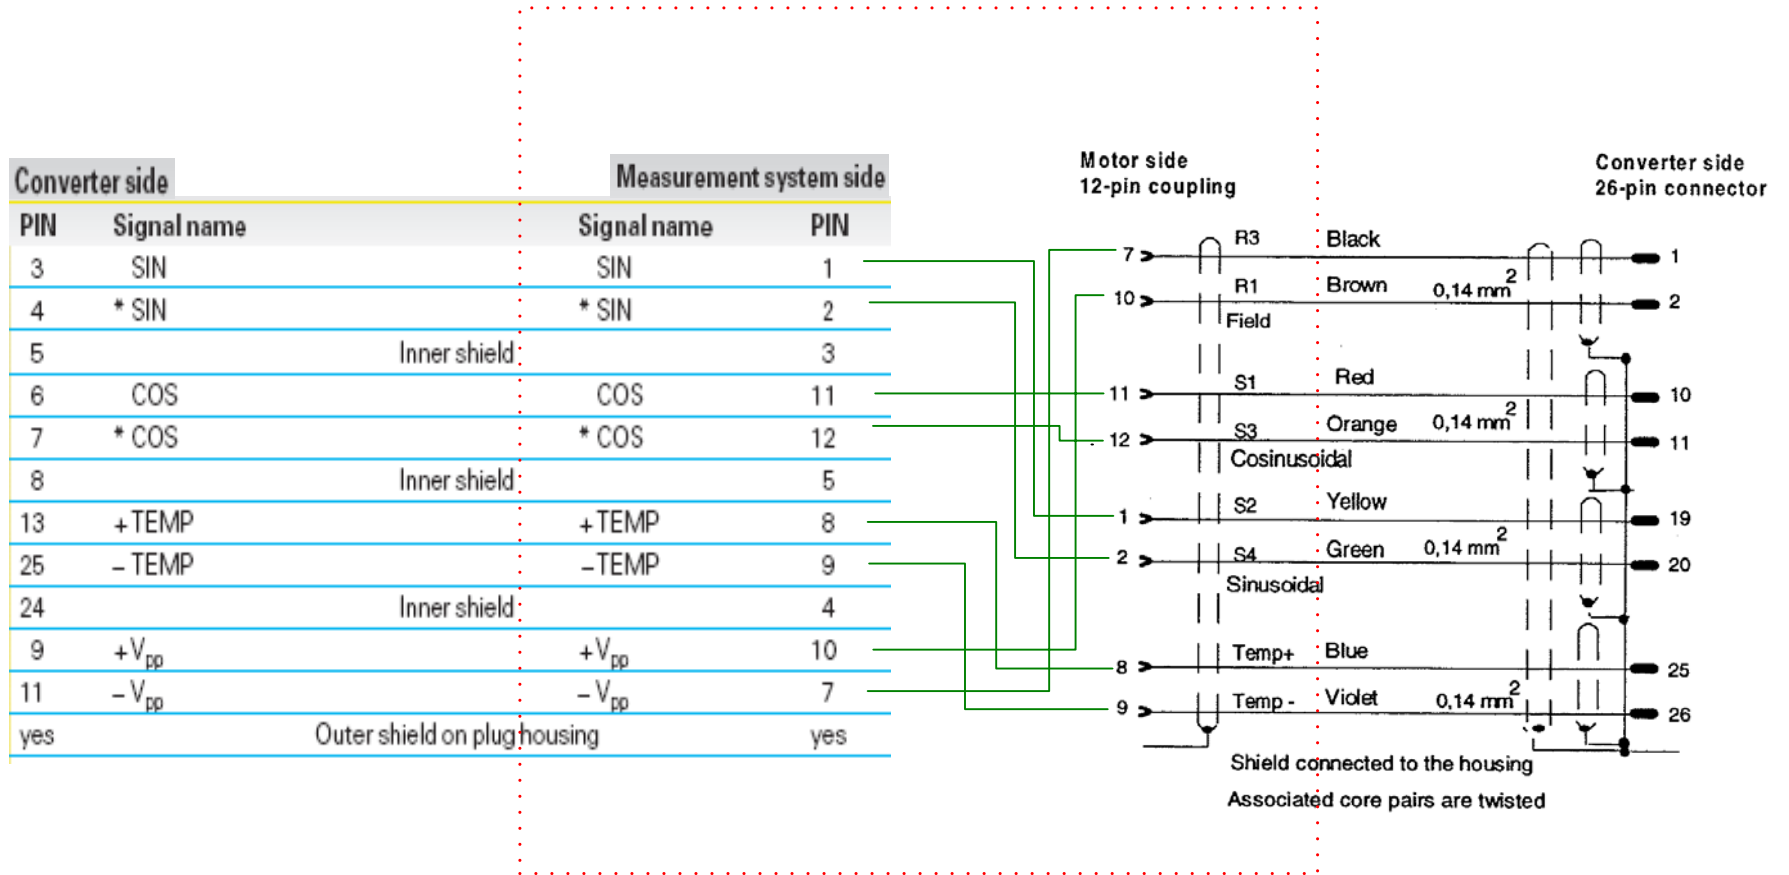 Converter side Measurement system side
PIN Signal name Signal name PIN
3 SIN SIN 1
4 * SIN * SIN 2
5 Inner shield 3
6 COS COS 11
7 * COS * COS 12
8 Inner shield 5
13 +TEMP +TEMP 8
25 –TEMP –TEMP 9
24 Inner shield 4
9 +Vpp +Vpp 10
11 –Vpp –Vpp 7
yes Outer shield on plug housing yes
Motor side
12-pin coupling
Converter side
26-pin connector
7 R3 Black 1
10 R1 Brown 0,14 mm² 2
Field
11 S1 Red 10
12 S3 Orange 0,14 mm² 11
Cosinusoidal
1 S2 Yellow 19
2 S4 Green 0,14 mm² 20
Sinusoidal
8 Temp+ Blue 25
9 Temp - Violet 0,14 mm² 26
Shield connected to the housing
Associated core pairs are twisted